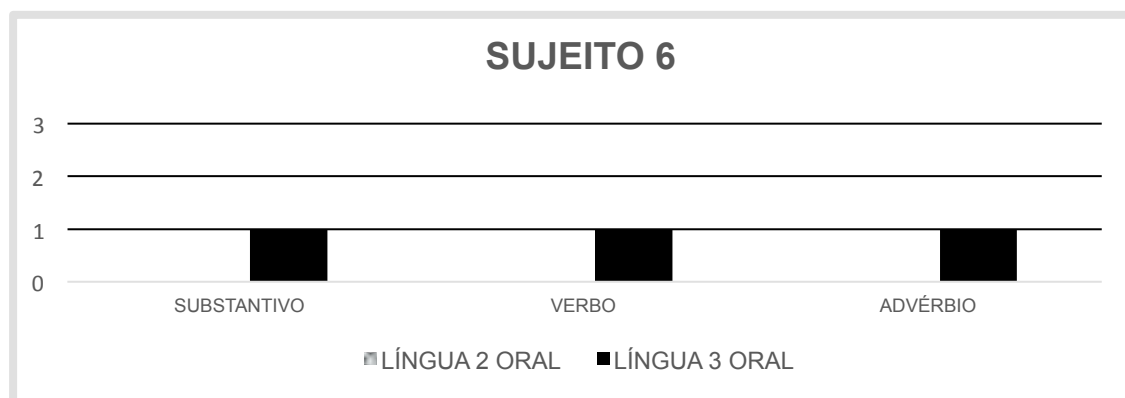 SUJEITO 6
3
2
1
0
SUBSTANTIVO VERBO ADVÉRBIO
LÍNGUA 2 ORAL LÍNGUA 3 ORAL